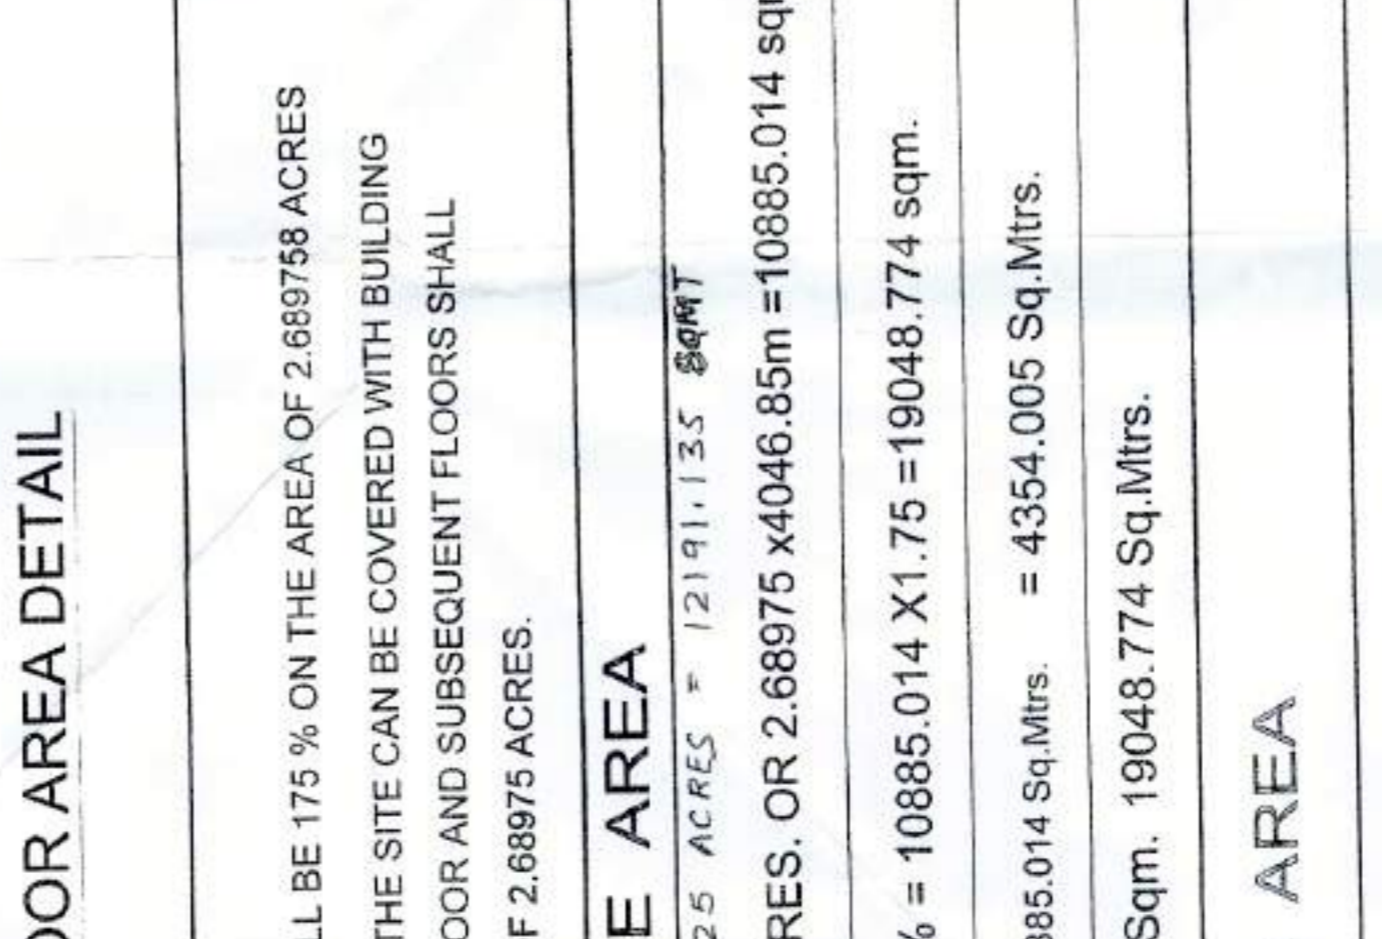 OOR AREA DETAIL
LL BE 175 % ON THE AREA OF 2.689758 ACRES
THE SITE CAN BE COVERED WITH BUILDING
OOR AND SUBSEQUENT FLOORS SHALL
F 2.68975 ACRES.
E AREA
25 ACRES = 12191.135 SQMT
RES. OR 2.68975 x4046.85m =10885.014 sqm
% = 10885.014 X1.75 =19048.774 sqm.
885.014 Sq.Mtrs. = 4354.005 Sq.Mtrs.
Sqm. 19048.774 Sq.Mtrs.
AREA